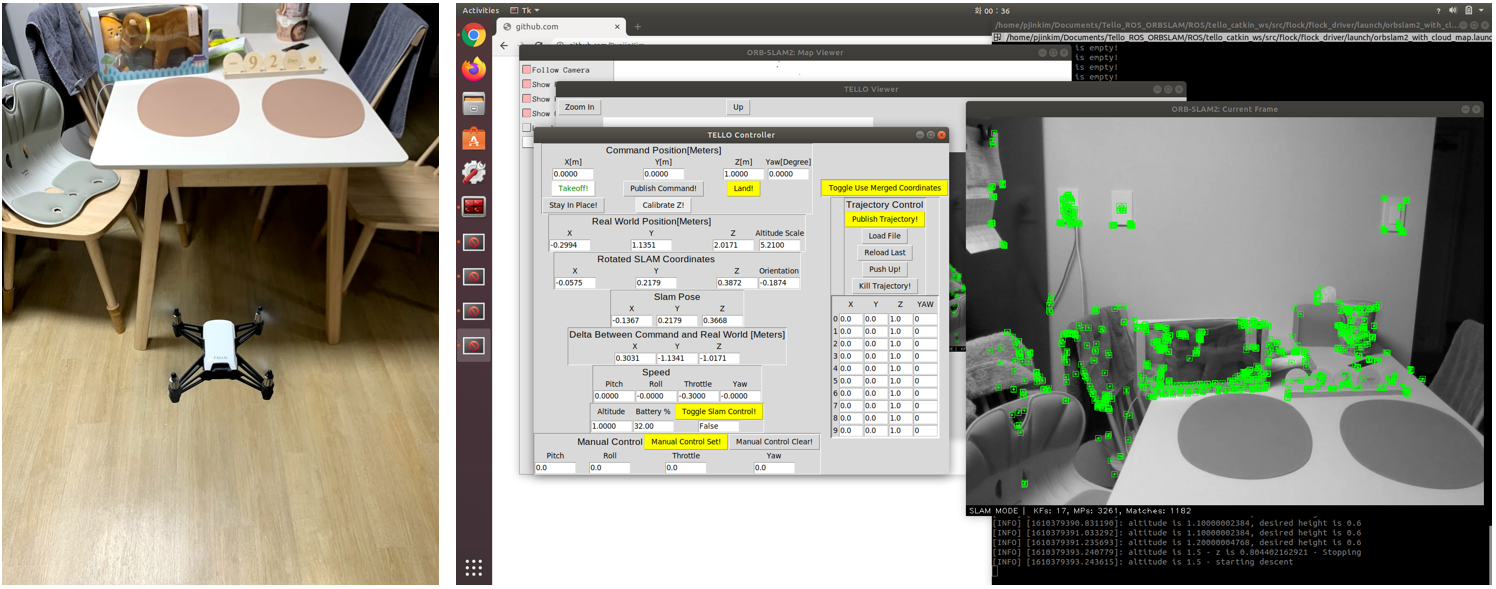 9 2 0
Activities
Tk
화 00 : 36
github.com
/home/pjinkim/Documents/Tello_ROS_ORBSLAM/ROS/tello_catkin_ws/src/flock/flock_driver/launch/orbslam2_with_cl...
/home/pjinkim/Documents/Tello_ROS_ORBSLAM/ROS/tello_catkin_ws/src/flock/flock_driver/launch/orbslam2_with_cloud_map.launc
is empty!
is empty!
is empty!
is empty!
ORB-SLAM2: Map Viewer
Follow Camera
Show
Show
Show
TELLO Viewer
Zoom In
Up
TELLO Controller
Command Position[Meters]
X[m] Y[m] Z[m] Yaw[Degree]
0.0000 0.0000 1.0000 0.0000
Takeoff! Publish Command! Land!
Stay In Place! Calibrate Z!
Real World Position[Meters]
X Y Z Altitude Scale
-0.2994 1.1351 2.0171 5.2100
Rotated SLAM Coordinates
X Y Z Orientation
-0.0575 0.2179 0.3872 -0.1874
Slam Pose
X Y Z
-0.1367 0.2179 0.3668
Delta Between Command and Real World [Meters]
X Y Z
0.3031 -1.1341 -1.0171
Speed
Pitch Roll Throttle Yaw
0.0000 -0.0000 -0.3000 -0.0000
Altitude Battery % Toggle Slam Control!
1.0000 32.00 False
Manual Control Manual Control Set! Manual Control Clear!
Pitch Roll Throttle Yaw
0.0 0.0 0.0 0.0
Toggle Use Merged Coordinates
Trajectory Control
Publish Trajectory!
Load File
Reload Last
Push Up!
Kill Trajectory!
X Y Z YAW
0 0.0 0.0 1.0 0
1 0.0 0.0 1.0 0
2 0.0 0.0 1.0 0
3 0.0 0.0 1.0 0
4 0.0 0.0 1.0 0
5 0.0 0.0 1.0 0
6 0.0 0.0 1.0 0
7 0.0 0.0 1.0 0
8 0.0 0.0 1.0 0
9 0.0 0.0 1.0 0
ORB-SLAM2: Current Frame
SLAM MODE | KFs: 17, MPs: 3261, Matches: 1182
[INFO] [1610379390.831190]: altitude is 1.10000002384, desired height is 0.6
[INFO] [1610379391.033292]: altitude is 1.10000002384, desired height is 0.6
[INFO] [1610379391.235693]: altitude is 1.20000004768, desired height is 0.6
[INFO] [1610379393.240779]: altitude is 1.5 - z is 0.804402162921 - Stopping
[INFO] [1610379393.243615]: altitude is 1.5 - starting descent